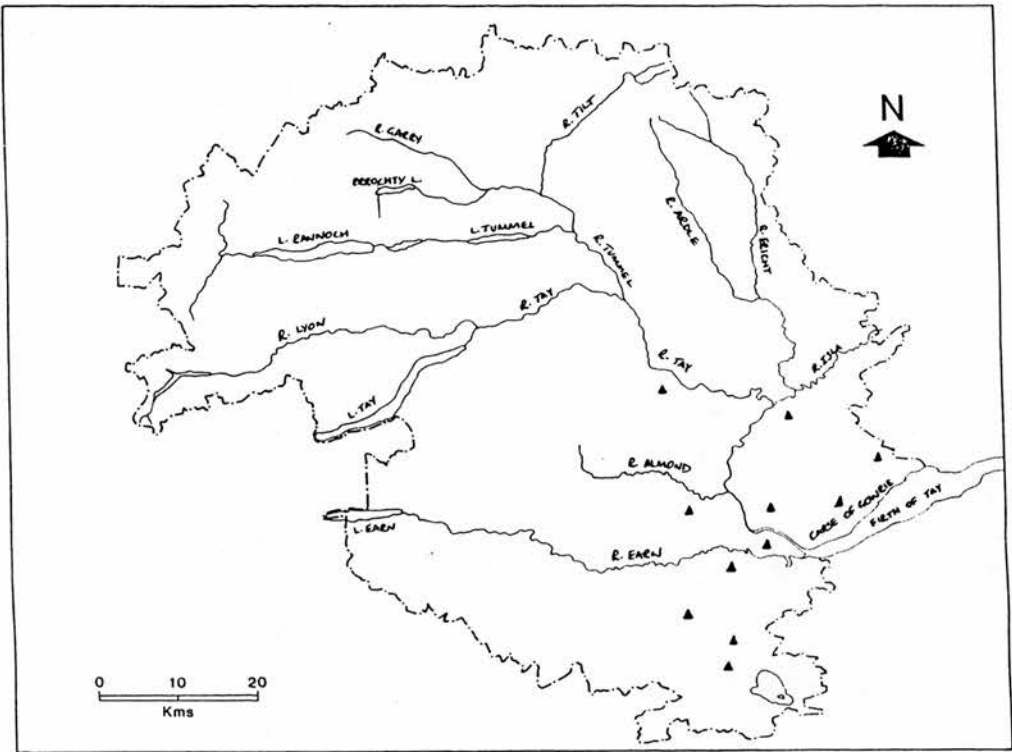 N
R. TILT
R. GARRY
ERROCHTY L.
R. ARDLE
R. ERICHT
L. RANNOCH
L. TUMMEL
R. TUMMEL
R. TAY
R. LYON
R. TAY
R. ISLA
L. TAY
R. ALMOND
CARSE OF GOWRIE
FIRTH OF TAY
L. EARN
R. EARN
0 10 20
Kms